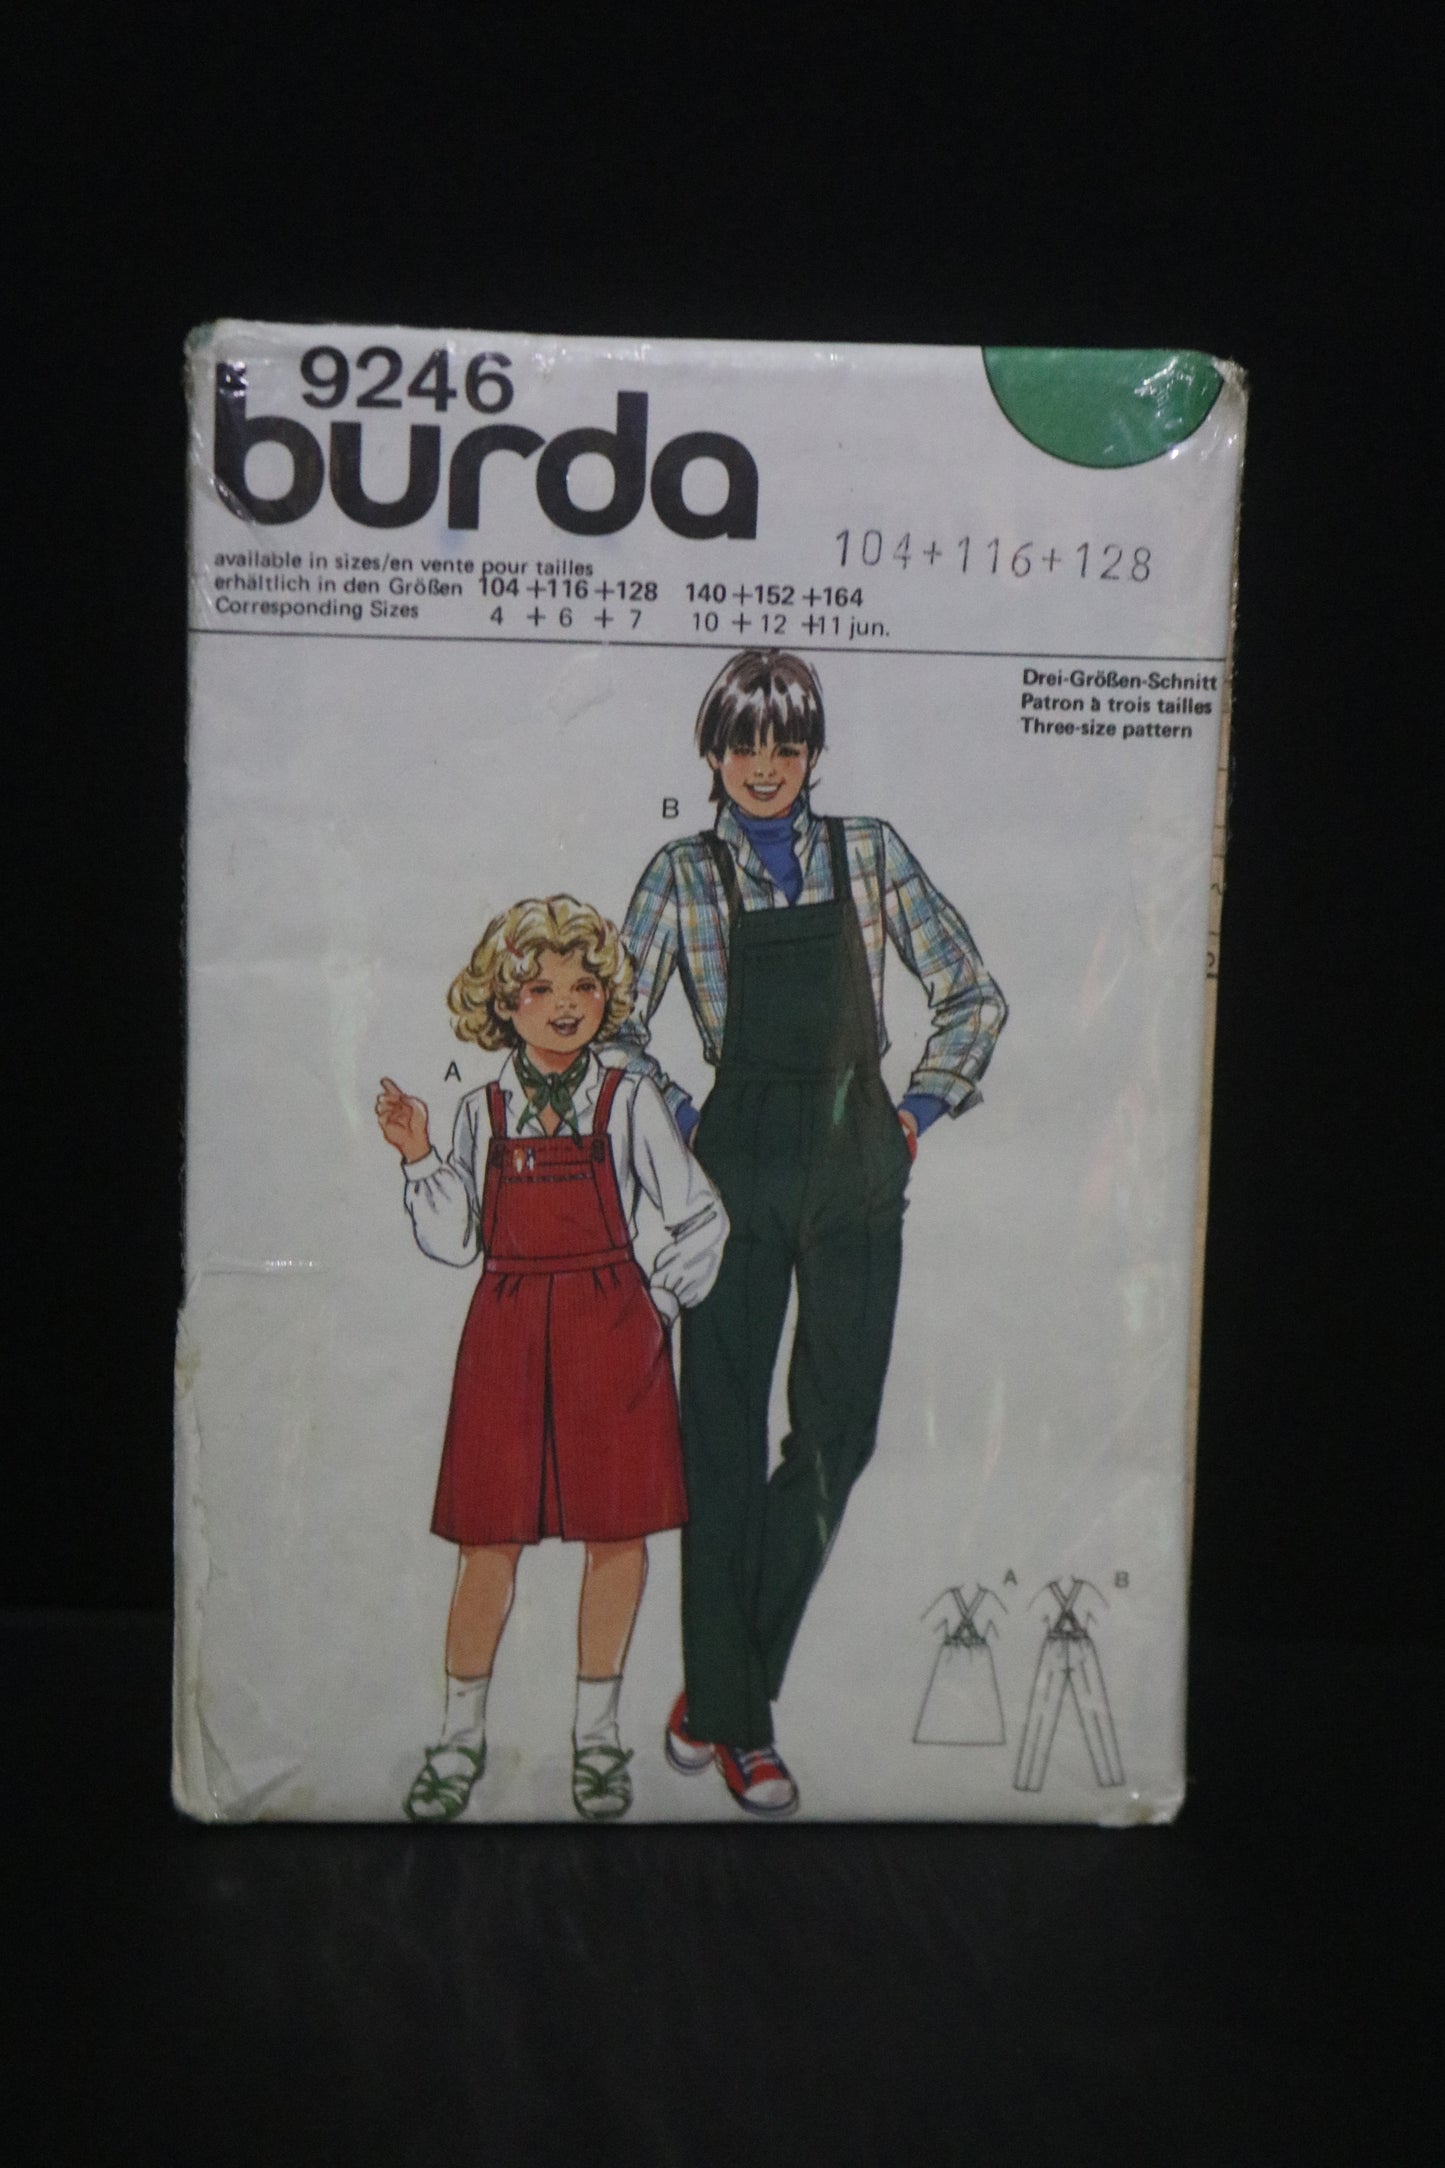 9246
burda
104+116+128
available in sizes/en vente pour tailles
erhältlich in den Größen 104 +116 +128 140 +152 +164
Corresponding Sizes 4 + 6 + 7 10 + 12 +11 jun.
Drei-Größen-Schnitt
Patron à trois tailles
Three-size pattern
B
A
A B